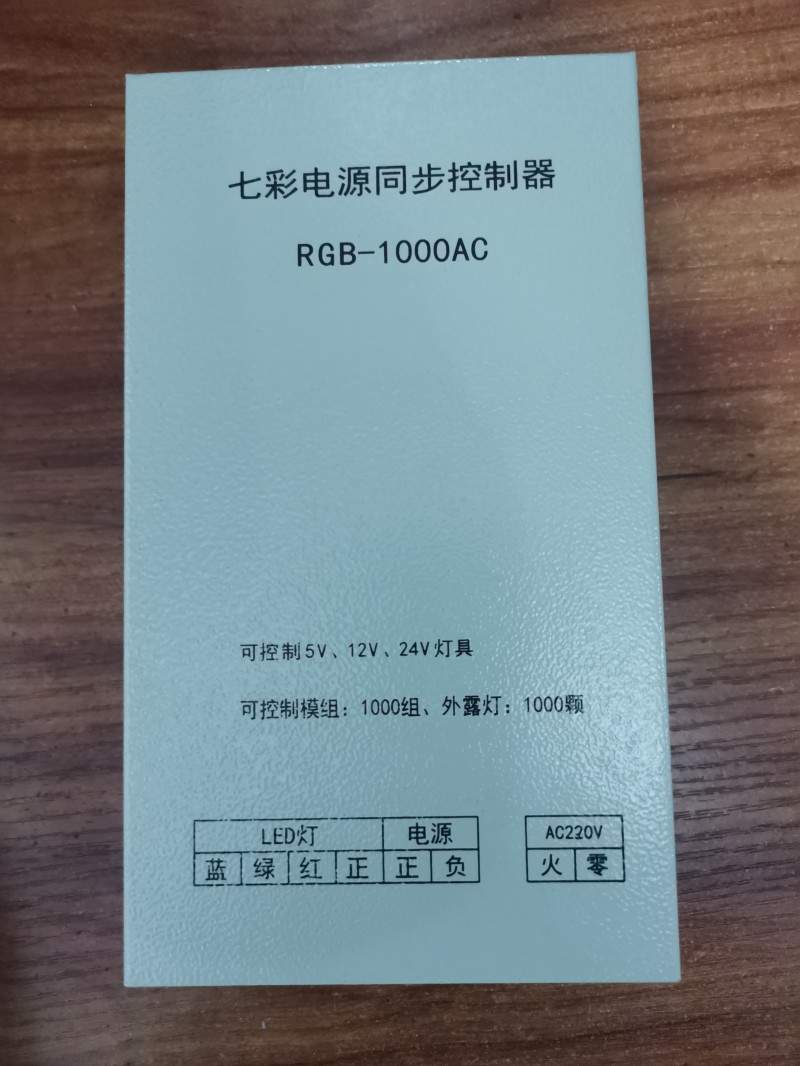 七彩电源同步控制器
RGB-1000AC
可控制5V、12V、24V灯具
可控制模组：1000组、外露灯：1000颗
LED灯 电源 AC220V
蓝 绿 红 正 正 负 火 零